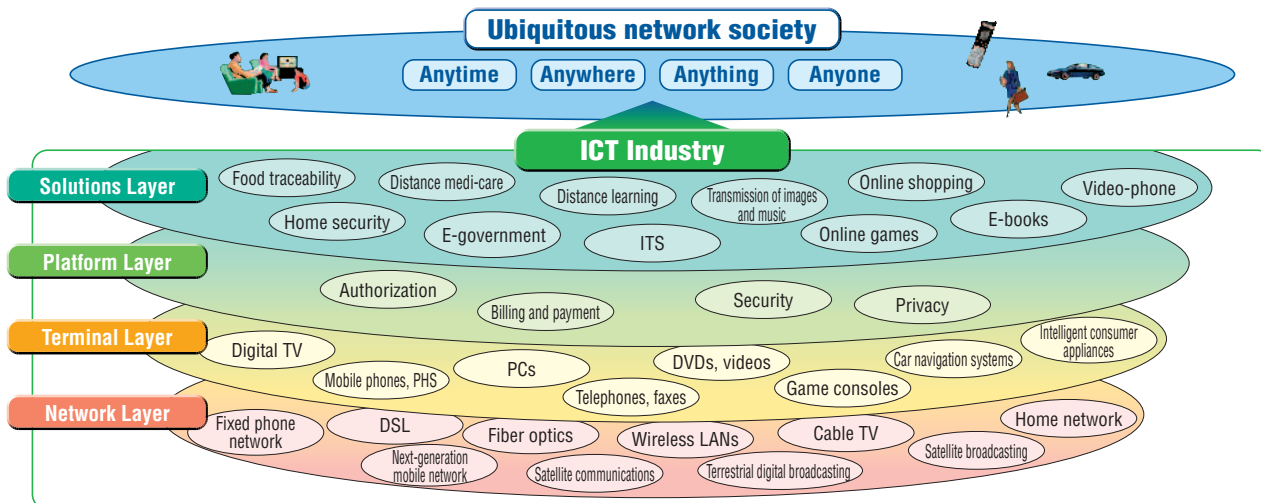 Ubiquitous network society
Anytime
Anywhere
Anything
Anyone
ICT Industry
Solutions Layer
Food traceability
Distance medi-care
Distance learning
Transmission of images
and music
Online shopping
Video-phone
Home security
E-government
ITS
Online games
E-books
Platform Layer
Authorization
Billing and payment
Security
Privacy
Terminal Layer
Digital TV
Mobile phones, PHS
PCs
Telephones, faxes
DVDs, videos
Game consoles
Car navigation systems
Intelligent consumer
appliances
Network Layer
Fixed phone
network
DSL
Next-generation
mobile network
Fiber optics
Satellite communications
Wireless LANs
Terrestrial digital broadcasting
Cable TV
Satellite broadcasting
Home network